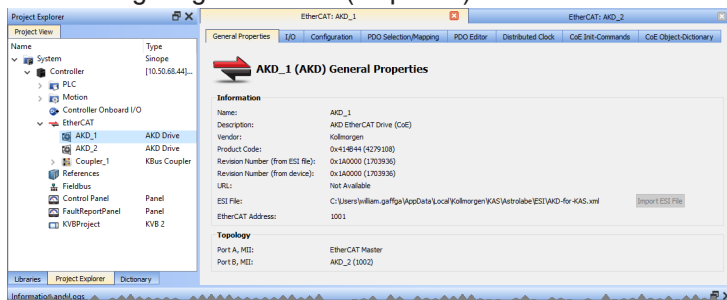 Project Explorer
Project View
Name Type
System Sinope
Controller [10.50.68.44]...
PLC
Motion
Controller Onboard I/O
EtherCAT
AKD_1 AKD Drive
AKD_2 AKD Drive
Coupler_1 KBus Coupler
References
Fieldbus
Control Panel Panel
FaultReportPanel Panel
KVBProject KVB 2
Libraries Project Explorer Dictionary
EtherCAT: AKD_1 EtherCAT: AKD_2
General Properties I/O Configuration PDO Selection/Mapping PDO Editor Distributed Clock CoE Init-Commands CoE Object-Dictionary
AKD_1 (AKD) General Properties
Information
Name: AKD_1
Description: AKD EtherCAT Drive (CoE)
Vendor: Kollmorgen
Product Code: 0x414B44 (4279108)
Revision Number (from ESI file): 0x1A0000 (1703936)
Revision Number (from device): 0x1A0000 (1703936)
URL: Not Available
ESI File: C:\Users\william.gaffga\AppData\Local\Kollmorgen\KAS\Astrolabe\ESI\AKD-for-KAS.xml Import ESI File
EtherCAT Address: 1001
Topology
Port A, MII: EtherCAT Master
Port B, MII: AKD_2 (1002)